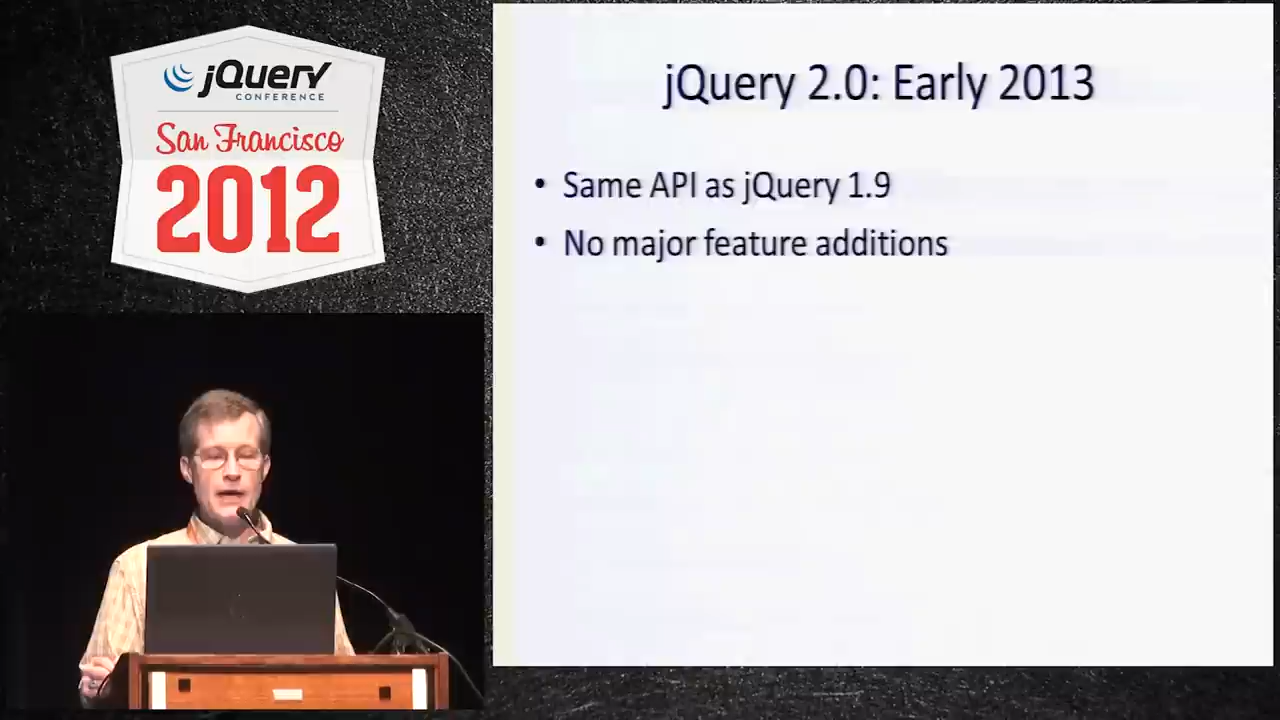 jQuery
CONFERENCE
San Francisco
2012
jQuery 2.0: Early 2013
• Same API as jQuery 1.9
• No major feature additions